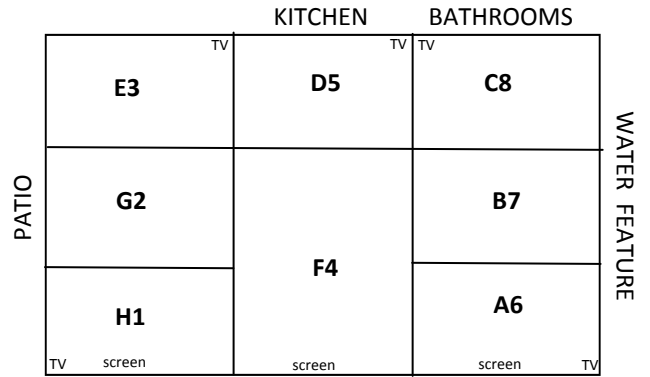 KITCHEN BATHROOMS
TV TV TV
E3 D5 C8
PATIO
WATER FEATURE
G2 B7
F4
H1 A6
TV screen screen screen TV